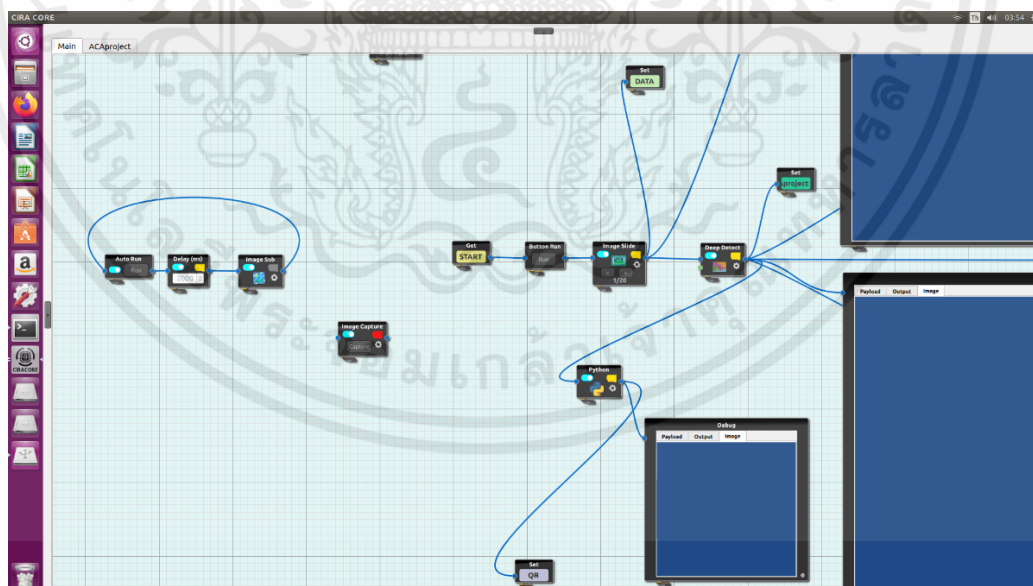 CiRA CORE
Th
03:54
Main
ACAproject
Set
DATA
Set
project
Get
START
Button Run
Run
Image Slide
1/20
Deep Detect
Auto Run
Run
Delay (ms)
2000
Image Sub
Image Capture
Capture
Python
Payload Output Image
Debug
Payload Output Image
Set
QR
CIRACORE